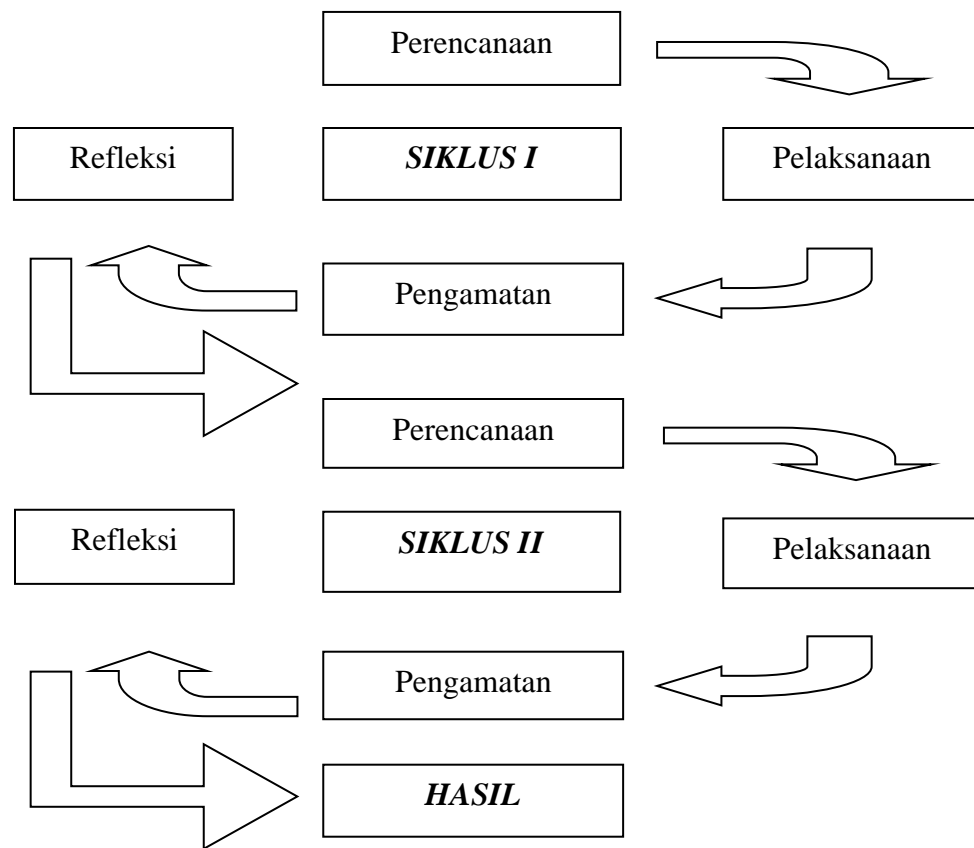 Perencanaan
Refleksi
SIKLUS I
Pelaksanaan
Pengamatan
Perencanaan
Refleksi
SIKLUS II
Pelaksanaan
Pengamatan
HASIL